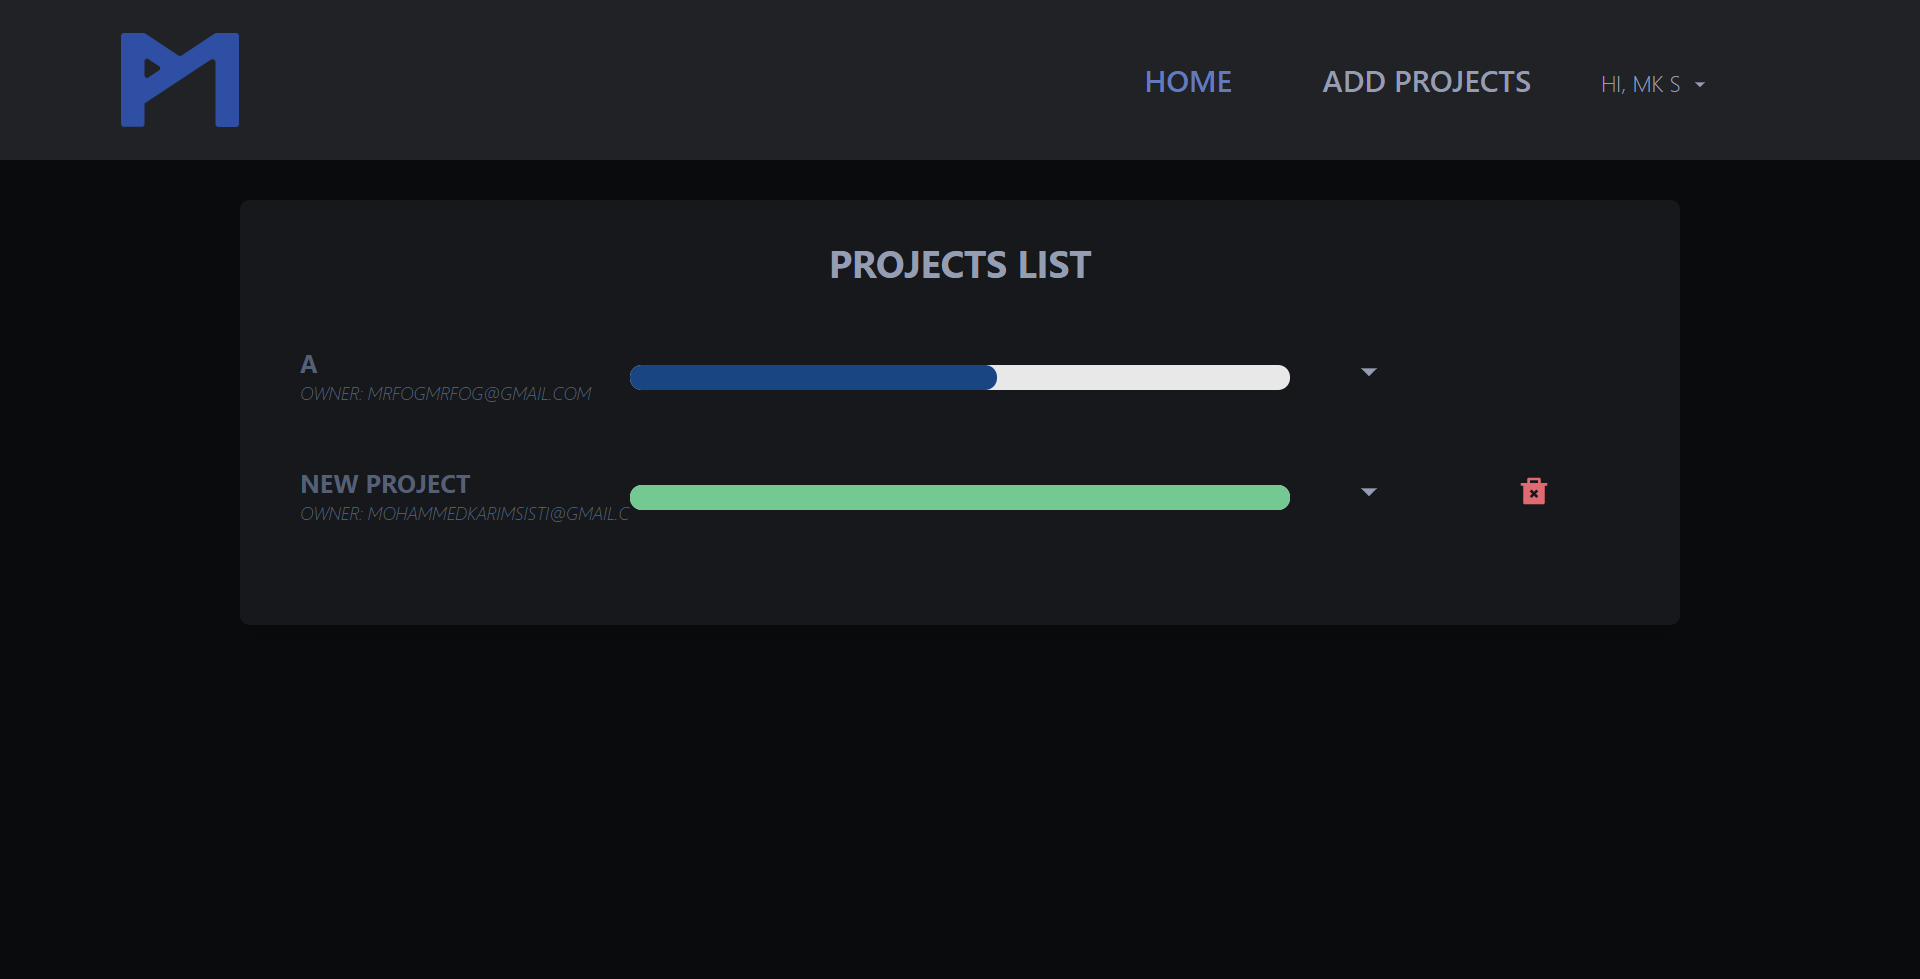 HOME
ADD PROJECTS
HI, MK S
PROJECTS LIST
A
OWNER: MRFOGMRFOG@GMAIL.COM
NEW PROJECT
OWNER: MOHAMMEDKARIMSISTI@GMAIL.C